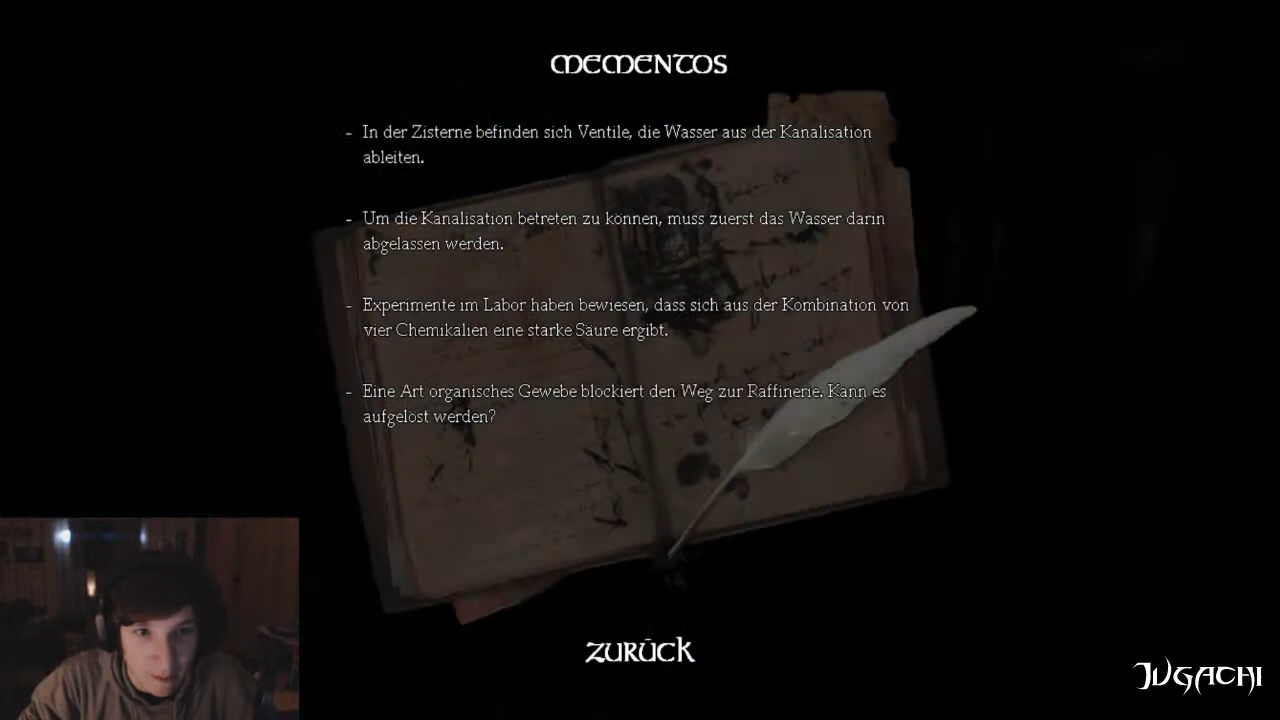 MEMENTOS
- In der Zisterne befinden sich Ventile, die Wasser aus der Kanalisation
ableiten.
- Um die Kanalisation betreten zu können, muss zuerst das Wasser darin
abgelassen werden.
- Experimente im Labor haben bewiesen, dass sich aus der Kombination von
vier Chemikalien eine starke Säure ergibt.
- Eine Art organisches Gewebe blockiert den Weg zur Raffinerie. Kann es
aufgelöst werden?
ZURÜCK
JUGACHI